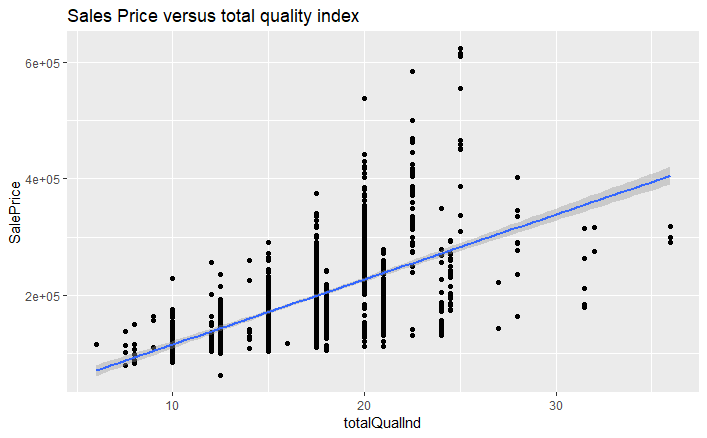 Sales Price versus total quality index
6e+05
4e+05
2e+05
SalePrice
10 20 30
totalQualInd